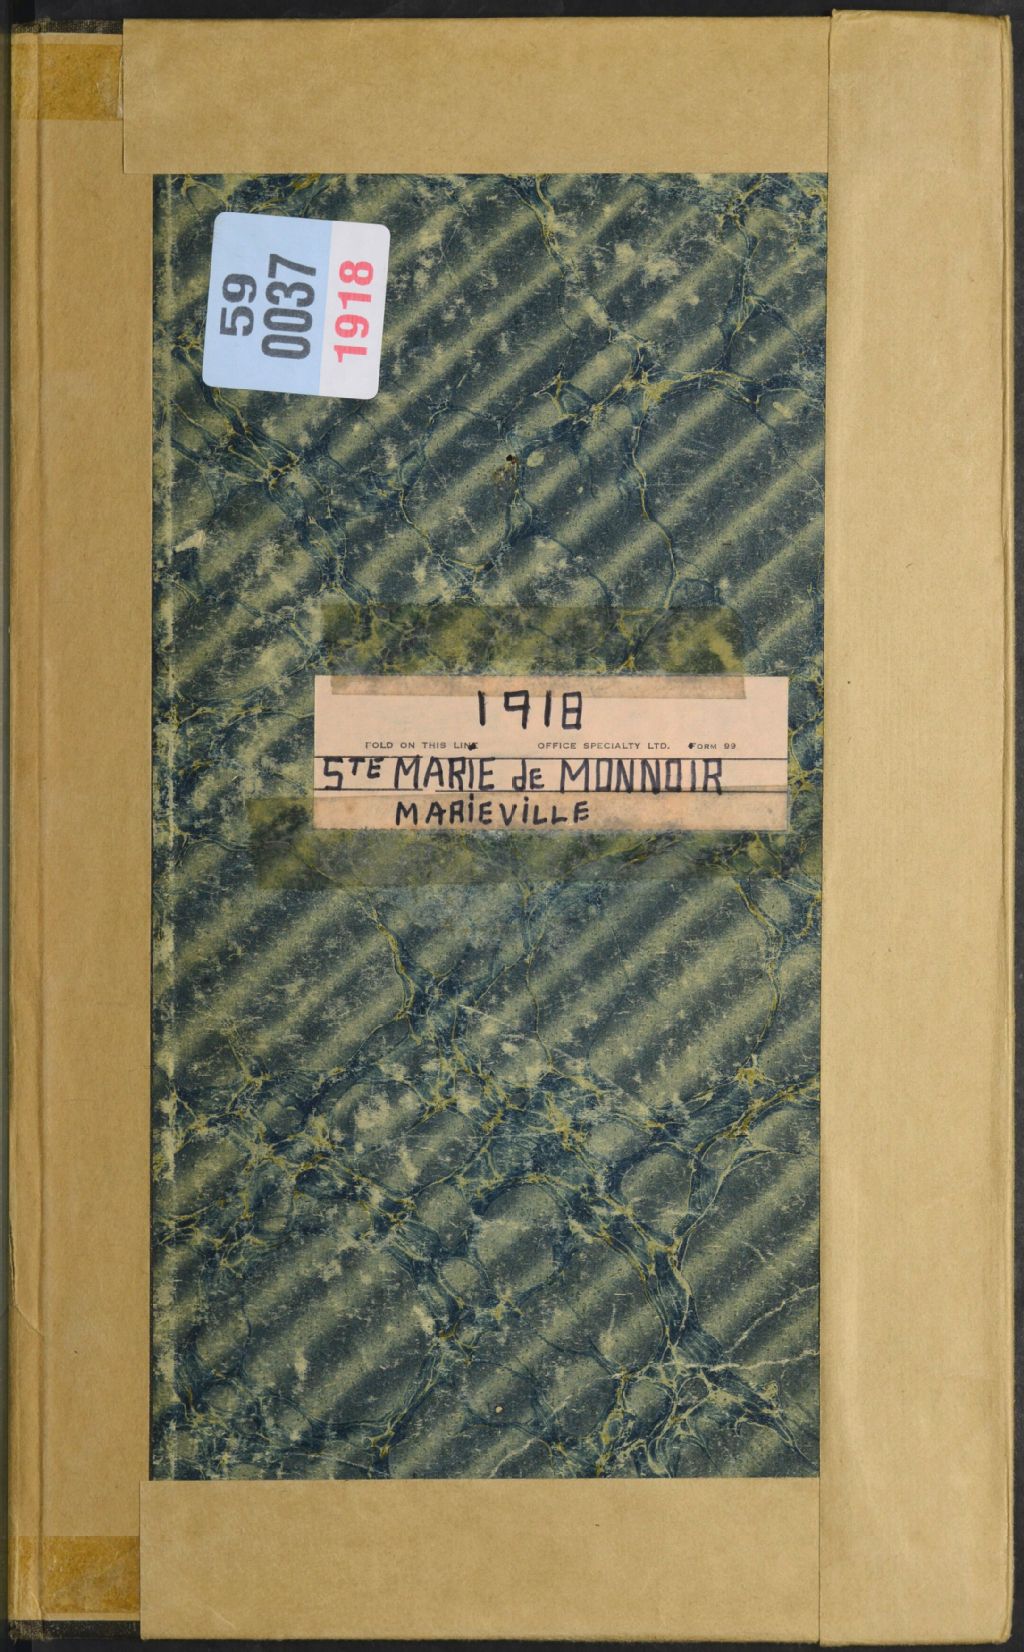 59
0037
1918
1918
FOLD ON THIS LINE OFFICE SPECIALTY LTD. FORM 99
STE MARIE de MONNOIR
MARIEVILLE